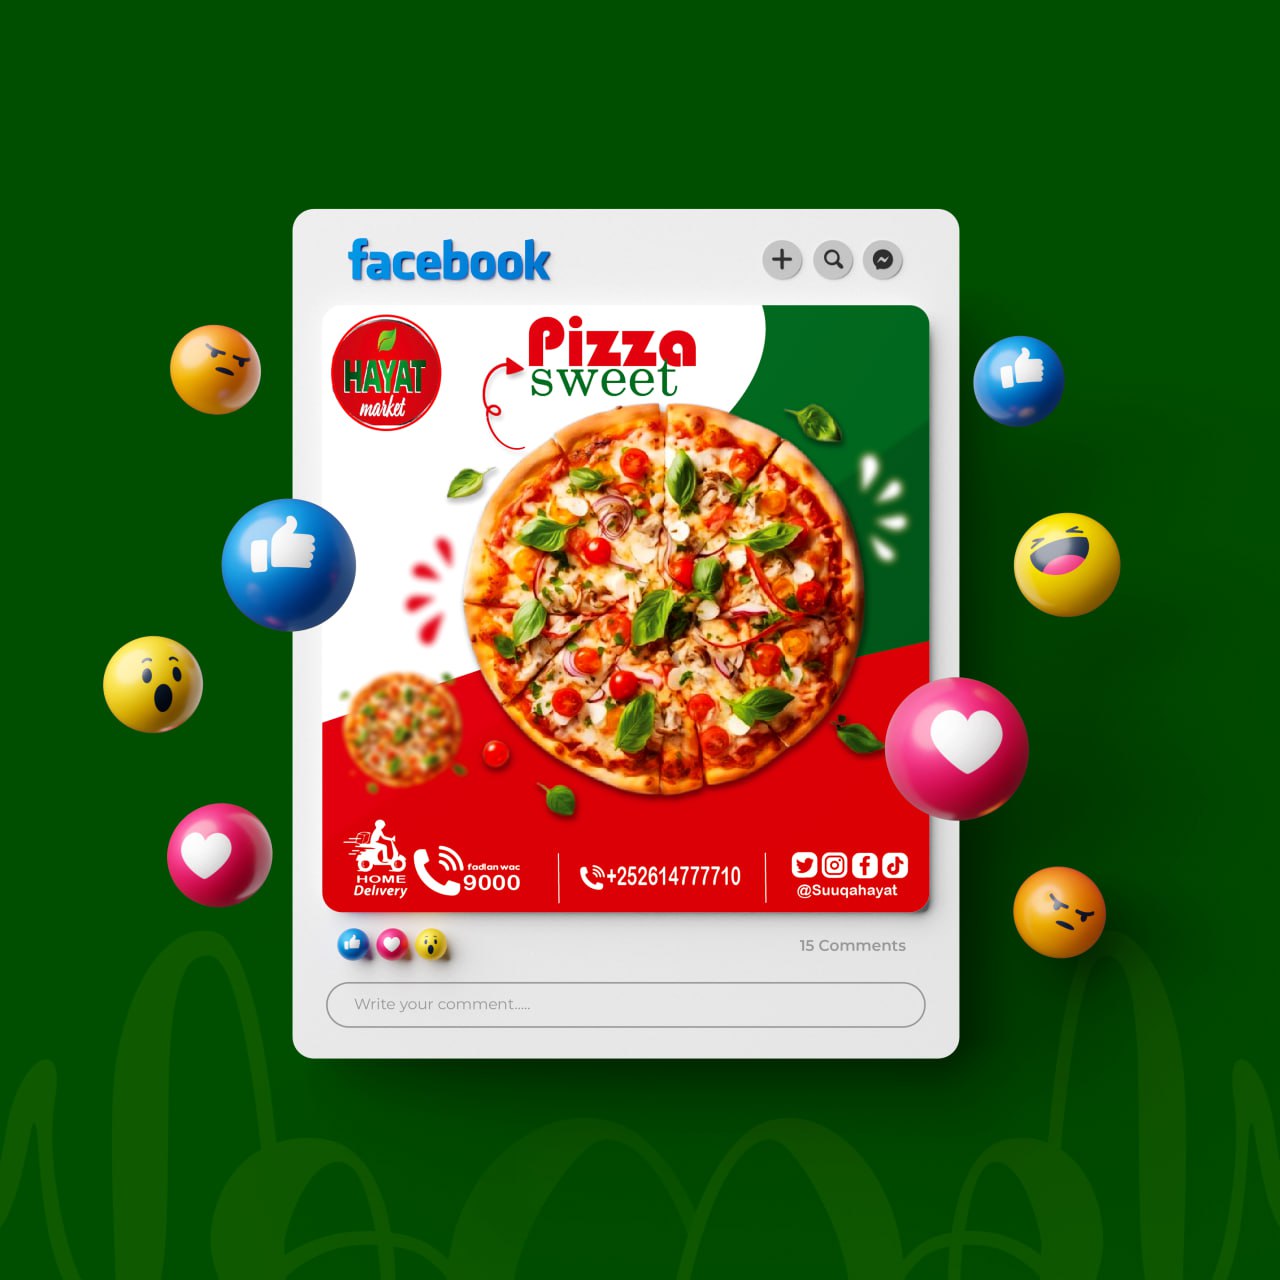 facebook
HAYAT
market
Pizza
sweet
HOME
Delivery
fadlan wac
9000
+252614777710
@Suuqahayat
15 Comments
Write your comment.....